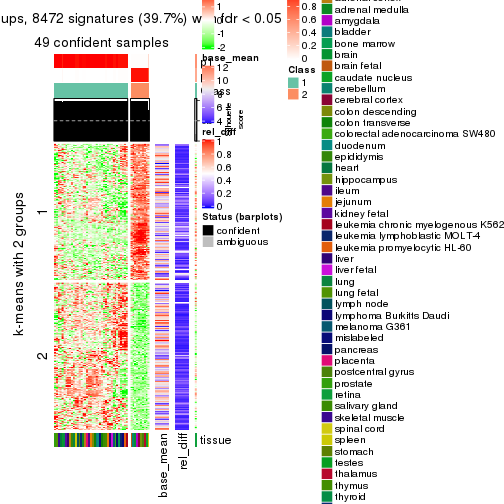 ups, 8472 signatures (39.7%) with fdr < 0.05
49 confident samples
1
0
-1
-2
base_mean
12
10
8
6
4
rel_diff
1
0.8
0.6
0.4
0.2
0
Status (barplots)
confident
ambiguous
0.8
0.6
0.4
0.2
0
Class
1
2
Silhouette
score
k-means with 2 groups
1
2
base_mean
rel_diff
tissue
adrenal medulla
amygdala
bladder
bone marrow
brain
brain fetal
caudate nucleus
cerebellum
cerebral cortex
colon descending
colon transverse
colorectal adenocarcinoma SW480
duodenum
epididymis
heart
hippocampus
ileum
jejunum
kidney fetal
leukemia chronic myelogenous K562
leukemia lymphoblastic MOLT-4
leukemia promyelocytic HL-60
liver
liver fetal
lung
lung fetal
lymph node
lymphoma Burkitts Daudi
melanoma G361
mislabeled
pancreas
placenta
postcentral gyrus
prostate
retina
salivary gland
skeletal muscle
spinal cord
spleen
stomach
testes
thalamus
thymus
thyroid